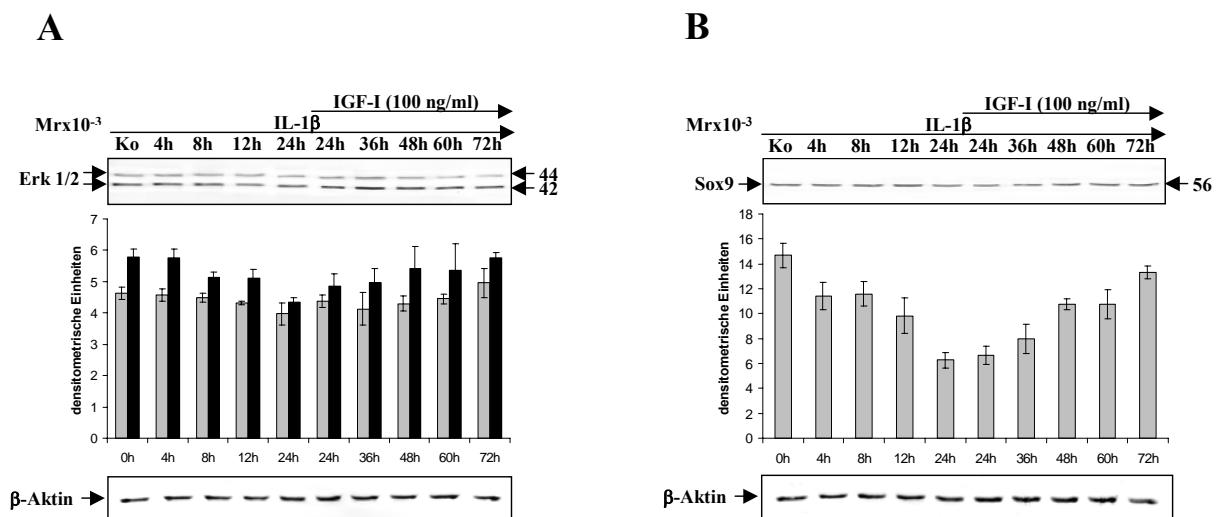 A
IGF-I (100 ng/ml)
Mrx10-3
IL-1β
Ko 4h 8h 12h 24h 24h 36h 48h 60h 72h
Erk 1/2
44
42
densitometrische Einheiten
7
6
5
4
3
2
1
0
0h 4h 8h 12h 24h 24h 36h 48h 60h 72h
β-Aktin
B
IGF-I (100 ng/ml)
Mrx10-3
IL-1β
Ko 4h 8h 12h 24h 24h 36h 48h 60h 72h
Sox9
56
densitometrische Einheiten
18
16
14
12
10
8
6
4
2
0
0h 4h 8h 12h 24h 24h 36h 48h 60h 72h
β-Aktin